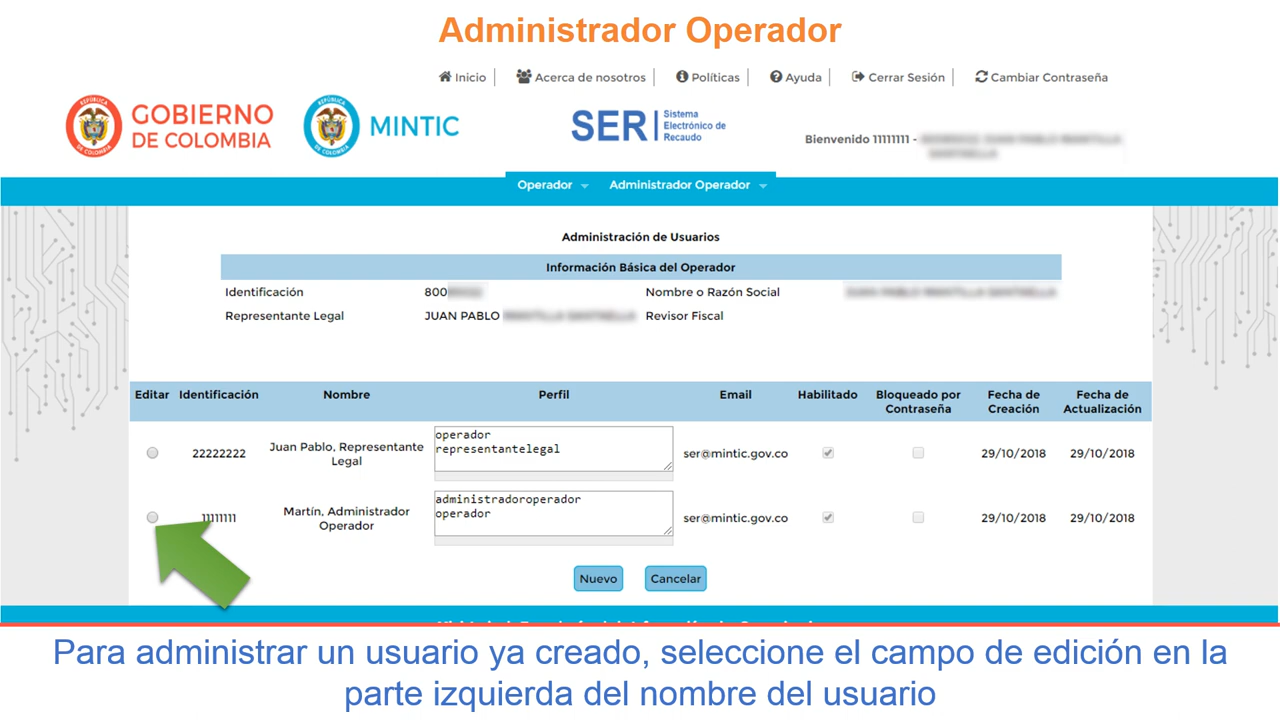 Administrador Operador
Inicio | Acerca de nosotros | Políticas | Ayuda | Cerrar Sesión | Cambiar Contraseña
GOBIERNO
DE COLOMBIA
MINTIC
SER
Sistema
Electrónico de
Recaudo
Bienvenido 11111111 -
Operador Administrador Operador
Administración de Usuarios
Información Básica del Operador
Identificación 800 Nombre o Razón Social
Representante Legal JUAN PABLO Revisor Fiscal
Editar Identificación Nombre Perfil Email Habilitado Bloqueado por Contraseña Fecha de Creación Fecha de Actualización
22222222 Juan Pablo, Representante Legal operador representantelegal ser@mintic.gov.co 29/10/2018 29/10/2018
11111111 Martín, Administrador Operador administradoroperador operador ser@mintic.gov.co 29/10/2018 29/10/2018
Nuevo Cancelar
Para administrar un usuario ya creado, seleccione el campo de edición en la
parte izquierda del nombre del usuario